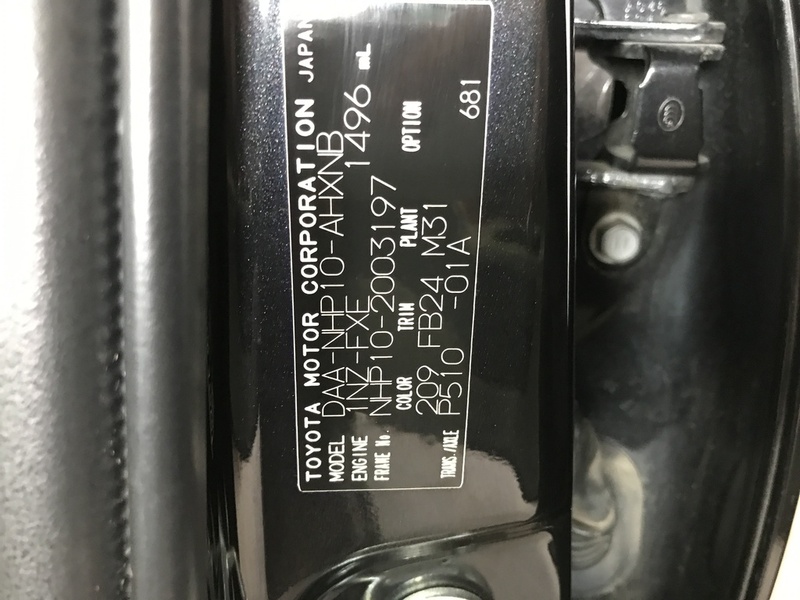 TOYOTA MOTOR CORPORATION JAPAN
MODEL DAA-NHP10-AHXNB
ENGINE 1NZ-FXE 1496 mL
FRAME No. NHP10-2003197
COLOR TRIM PLANT OPTION
209 FB24 M31 681
TRANS./AXLE P510 -01A